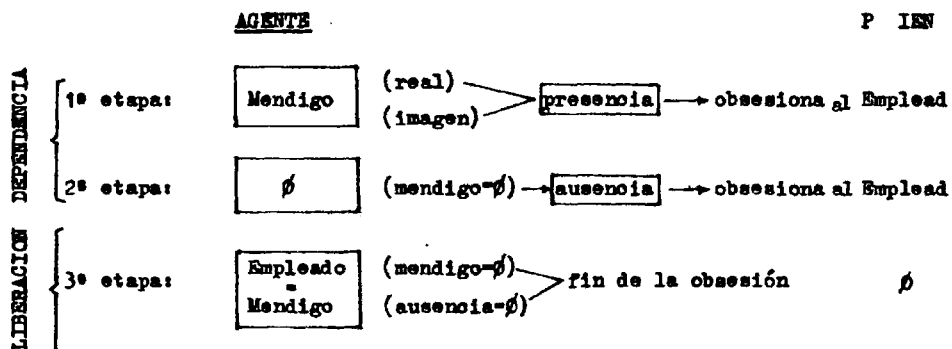 AGENTE P IEN
DEPENDENCIA
1ª etapa: Mendigo (real) (imagen) presencia → obsesiona al Emplead
2ª etapa: ø (mendigo=ø) → ausencia → obsesiona al Emplead
LIBERACION
3ª etapa: Empleado = Mendigo (mendigo=ø) (ausencia=ø) fin de la obsesión ø